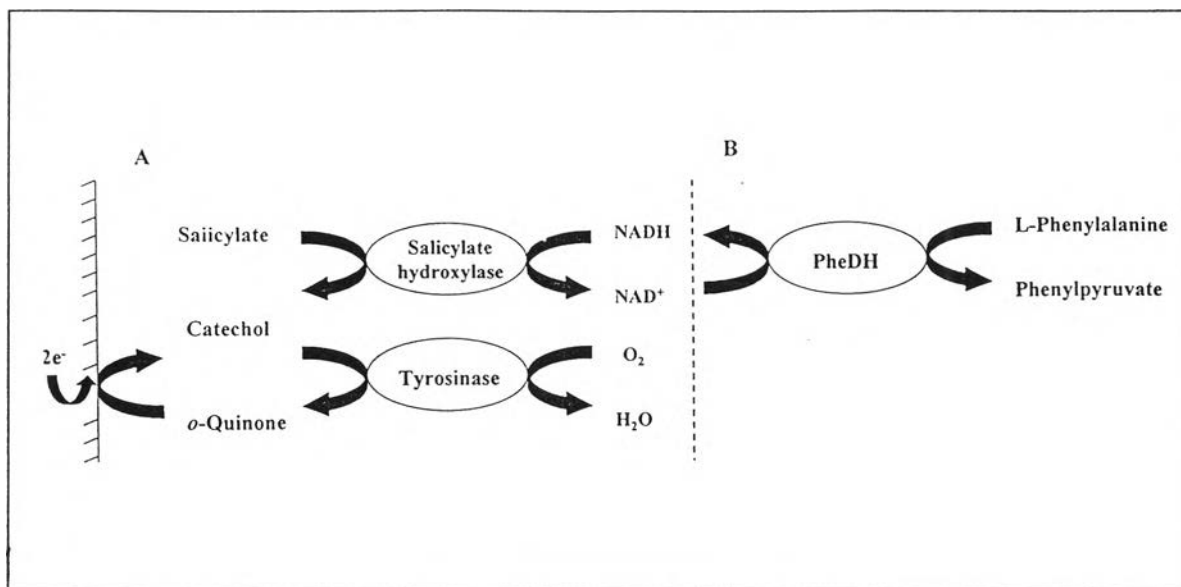 A
B
Saiicylate
Salicylate
hydroxylase
NADH
NAD+
PheDH
L-Phenylalanine
Phenylpyruvate
Catechol
2e-
Tyrosinase
O2
o-Quinone
H2O